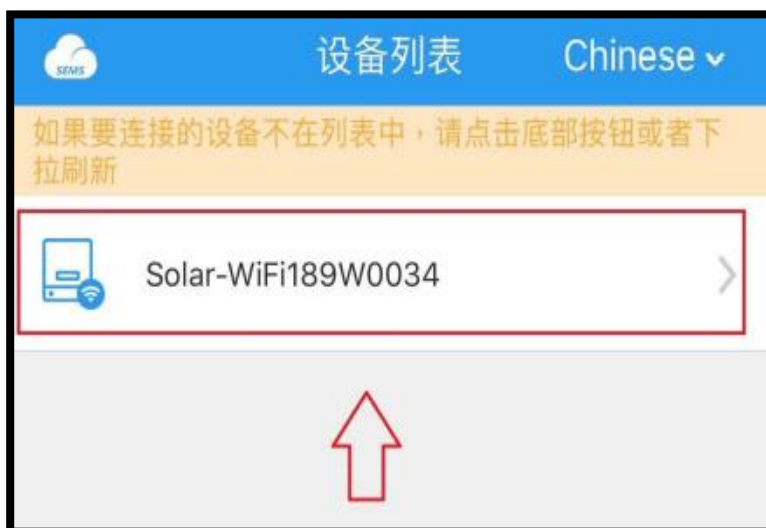 SEMS
设备列表
Chinese
如果要连接的设备不在列表中，请点击底部按钮或者下
拉刷新
Solar-WiFi189W0034